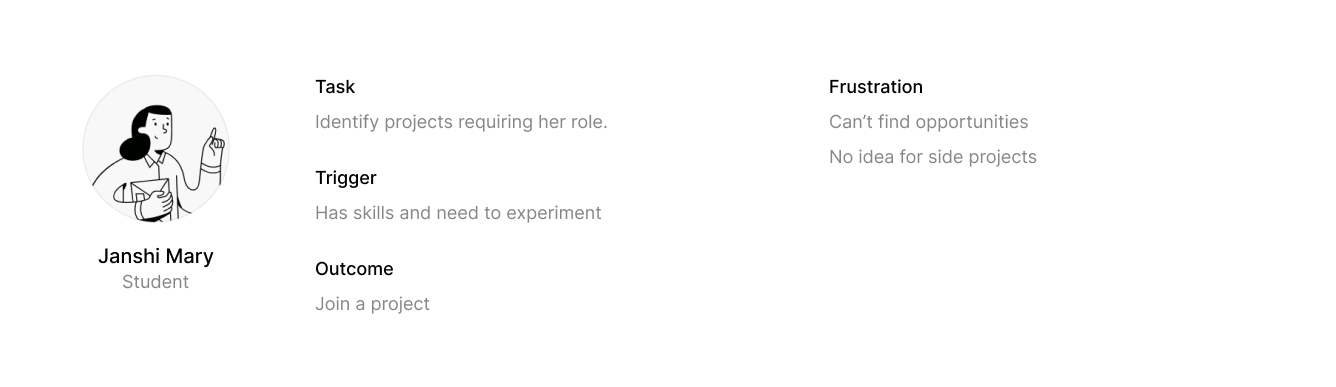 Janshi Mary
Student
Task
Identify projects requiring her role.
Trigger
Has skills and need to experiment
Outcome
Join a project
Frustration
Can’t find opportunities
No idea for side projects